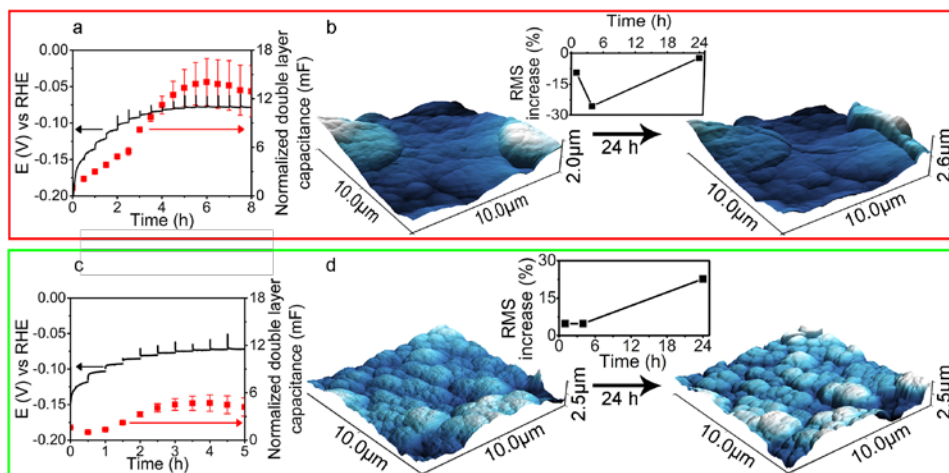 a
0.00
-0.05
-0.10
-0.15
-0.20
E (V) vs RHE
0 2 4 6 8
Time (h)
18
12
6
0
Normalized double layer
capacitance (mF)
b
Time (h)
0 6 12 18 24
0
-15
-30
RMS
increase (%)
24 h
10.0µm
10.0µm
2.0µm
10.0µm
10.0µm
2.6µm
c
0.00
-0.05
-0.10
-0.15
-0.20
E (V) vs RHE
0 1 2 3 4 5
Time (h)
18
12
6
0
Normalized double layer
capacitance (mF)
d
30
15
0
RMS
increase (%)
0 6 12 18 24
Time (h)
24 h
10.0µm
10.0µm
2.5µm
10.0µm
10.0µm
2.5µm